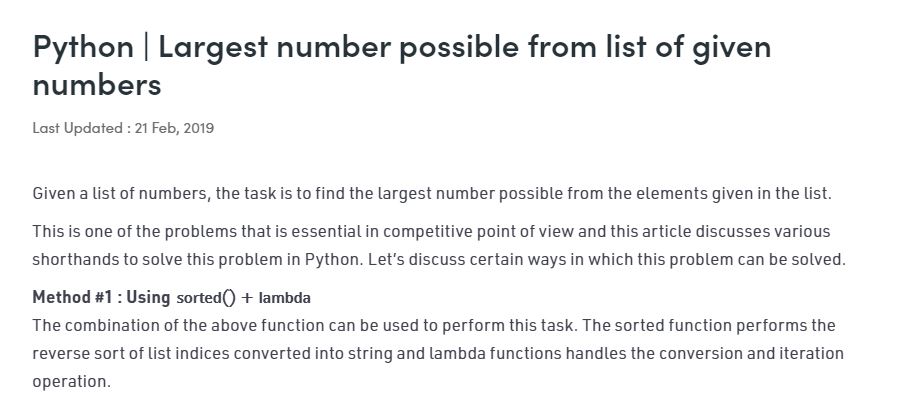 Python | Largest number possible from list of given
numbers
Last Updated : 21 Feb, 2019
Given a list of numbers, the task is to find the largest number possible from the elements given in the list.
This is one of the problems that is essential in competitive point of view and this article discusses various
shorthands to solve this problem in Python. Let’s discuss certain ways in which this problem can be solved.
Method #1 : Using sorted() + lambda
The combination of the above function can be used to perform this task. The sorted function performs the
reverse sort of list indices converted into string and lambda functions handles the conversion and iteration
operation.